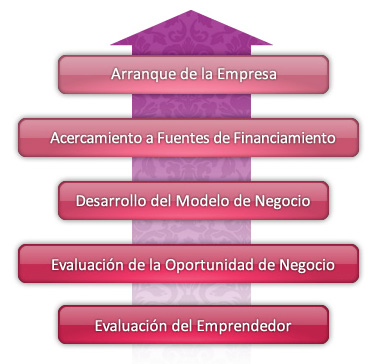 Arranque de la Empresa
Acercamiento a Fuentes de Financiamiento
Desarrollo del Modelo de Negocio
Evaluación de la Oportunidad de Negocio
Evaluación del Emprendedor